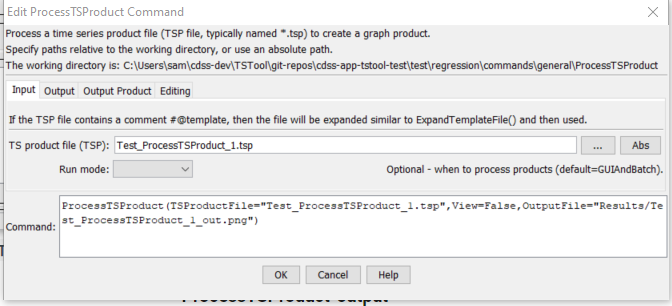 Edit ProcessTSProduct Command
Process a time series product file (TSP file, typically named *.tsp) to create a graph product.
Specify paths relative to the working directory, or use an absolute path.
The working directory is: C:\Users\sam\cdss-dev\TSTool\git-repos\cdss-app-tstool-test\test\regression\commands\general\ProcessTSProduct
Input Output Output Product Editing
If the TSP file contains a comment #@template, then the file will be expanded similar to ExpandTemplateFile() and then used.
TS product file (TSP): Test_ProcessTSProduct_1.tsp ... Abs
Run mode: Optional - when to process products (default=GUIAndBatch).
Command: ProcessTSProduct(TSProductFile="Test_ProcessTSProduct_1.tsp",View=False,OutputFile="Results/Te
st_ProcessTSProduct_1_out.png")
OK Cancel Help